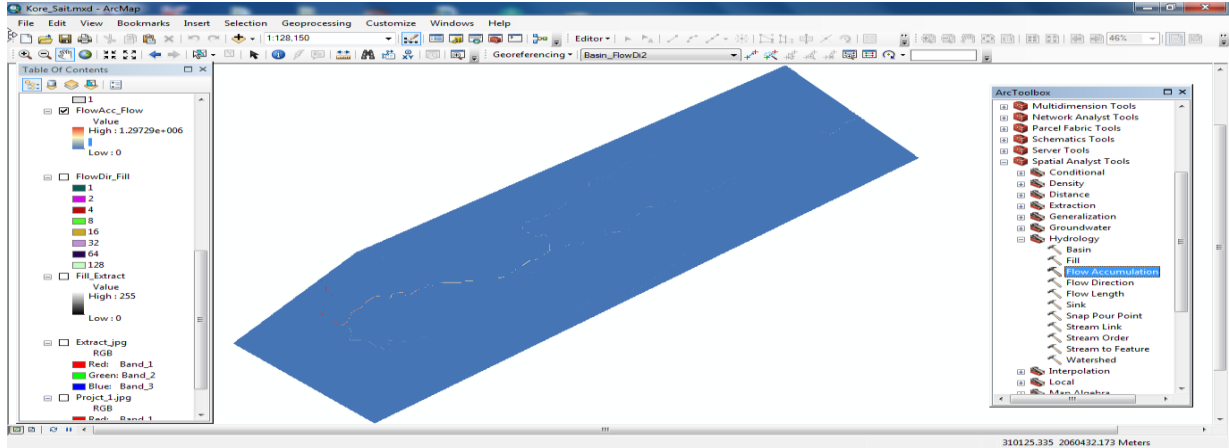 Kore_Sait.mxd - ArcMap
File Edit View Bookmarks Insert Selection Geoprocessing Customize Windows Help
1:128,150 Editor 46%
Georeferencing Basin_FlowDi2
Table Of Contents
1
FlowAcc_Flow
Value
High : 1.29729e+006
Low : 0
FlowDir_Fill
1
2
4
8
16
32
64
128
Fill_Extract
Value
High : 255
Low : 0
Extract_jpg
RGB
Red: Band_1
Green: Band_2
Blue: Band_3
Projct_1.jpg
RGB
Red: Band_1
ArcToolbox
Multidimension Tools
Network Analyst Tools
Parcel Fabric Tools
Schematics Tools
Server Tools
Spatial Analyst Tools
Conditional
Density
Distance
Extraction
Generalization
Groundwater
Hydrology
Basin
Fill
Flow Accumulation
Flow Direction
Flow Length
Sink
Snap Pour Point
Stream Link
Stream Order
Stream to Feature
Watershed
Interpolation
Local
Map Algebra
310125.335 2060432.173 Meters